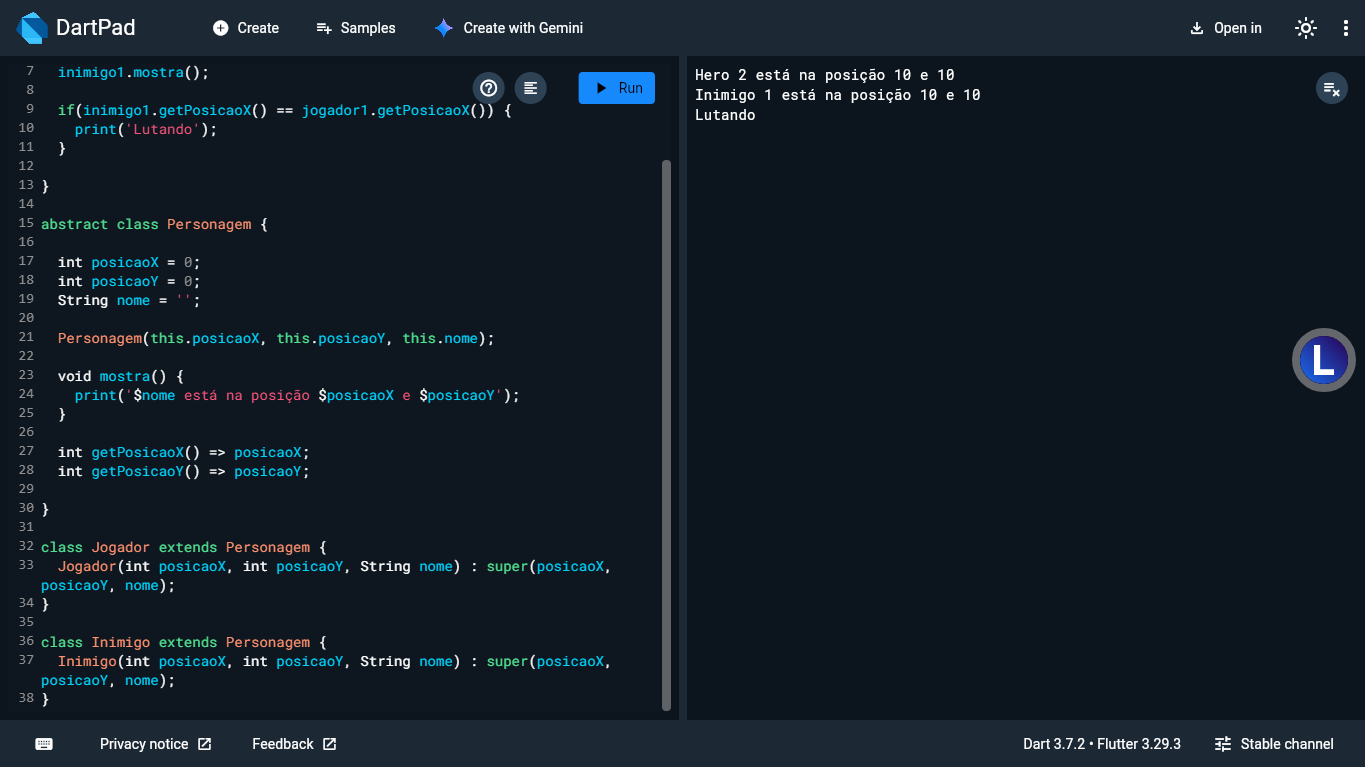 DartPad
Create
Samples
Create with Gemini
Open in
7 inimigo1.mostra();
8
9 if(inimigo1.getPosicaoX() == jogador1.getPosicaoX()) {
10 print('Lutando');
11 }
12
13 }
14
15 abstract class Personagem {
16
17 int posicaoX = 0;
18 int posicaoY = 0;
19 String nome = '';
20
21 Personagem(this.posicaoX, this.posicaoY, this.nome);
22
23 void mostra() {
24 print('$nome está na posição $posicaoX e $posicaoY');
25 }
26
27 int getPosicaoX() => posicaoX;
28 int getPosicaoY() => posicaoY;
29
30 }
31
32 class Jogador extends Personagem {
33 Jogador(int posicaoX, int posicaoY, String nome) : super(posicaoX,
posicaoY, nome);
34 }
35
36 class Inimigo extends Personagem {
37 Inimigo(int posicaoX, int posicaoY, String nome) : super(posicaoX,
posicaoY, nome);
38 }
Run
Hero 2 está na posição 10 e 10
Inimigo 1 está na posição 10 e 10
Lutando
L
Privacy notice
Feedback
Dart 3.7.2 • Flutter 3.29.3
Stable channel